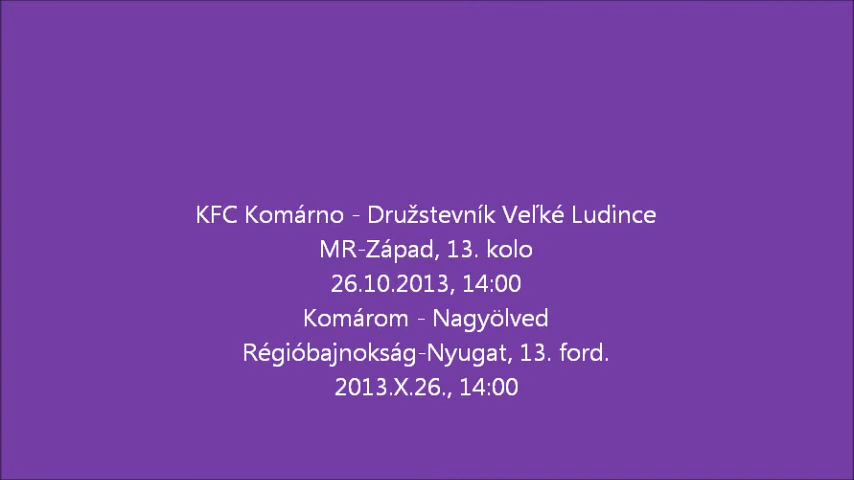 KFC Komárno - Družstevník Veľké Ludince
MR-Západ, 13. kolo
26.10.2013, 14:00
Komárom - Nagyölved
Régióbajnokság-Nyugat, 13. ford.
2013.X.26., 14:00